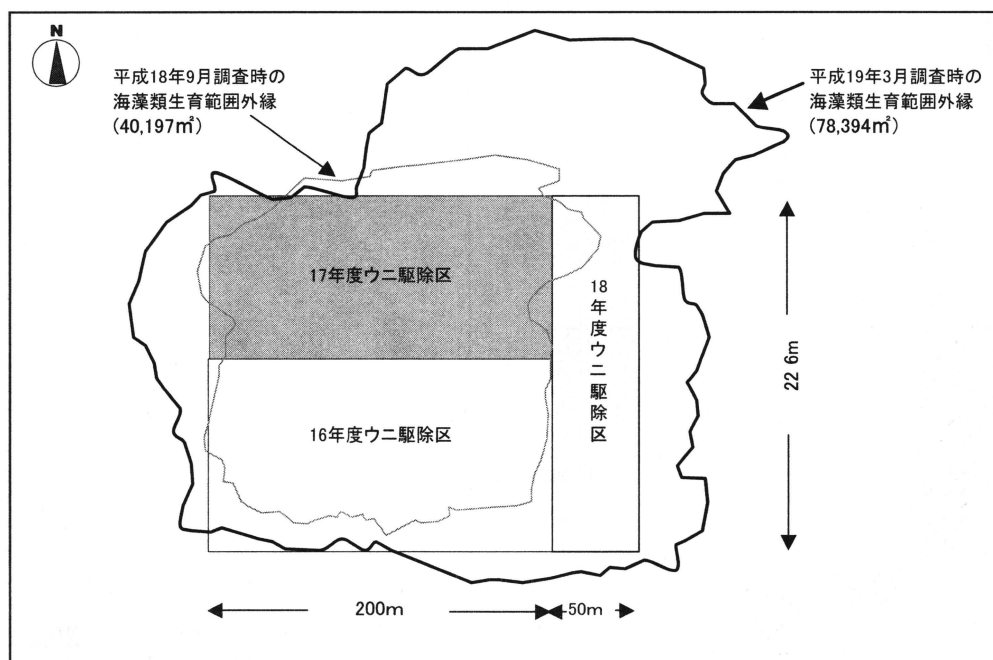 N
平成18年9月調査時の
海藻類生育範囲外縁
(40,197㎡)
平成19年3月調査時の
海藻類生育範囲外縁
(78,394㎡)
17年度ウニ駆除区
16年度ウニ駆除区
18年度ウニ駆除区
22 6m
200m
50m